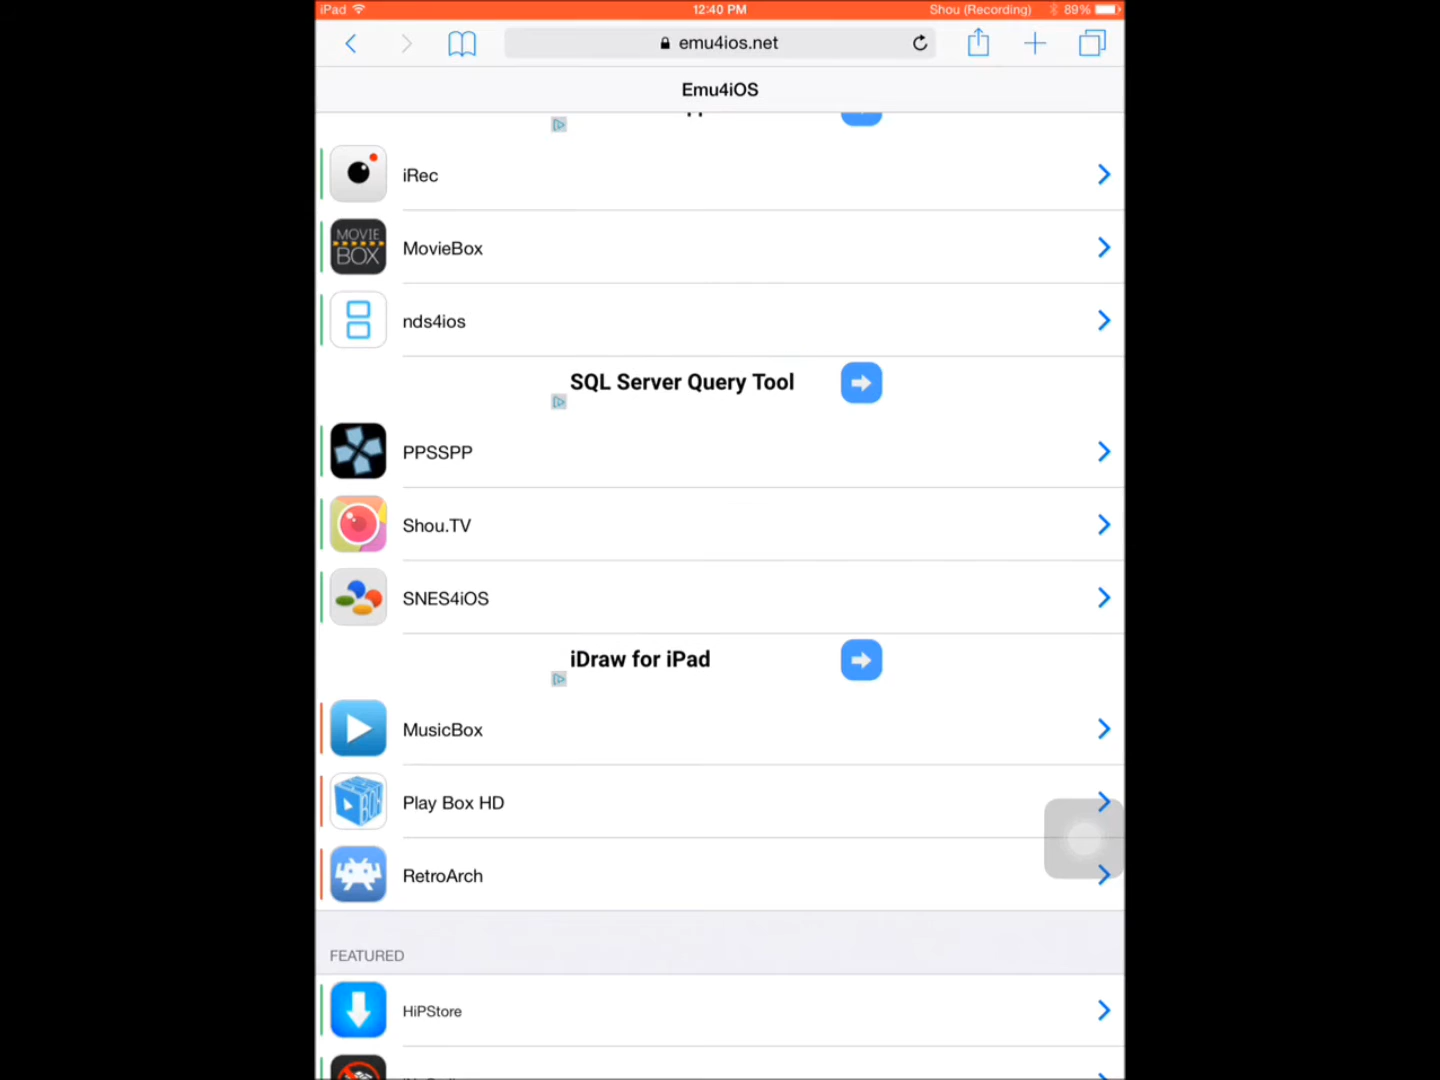 iPad 12:40 PM Shou (Recording) 89%
emu4ios.net
Emu4iOS
iRec
MOVIE BOX
MovieBox
nds4ios
SQL Server Query Tool
PPSSPP
Shou.TV
SNES4iOS
iDraw for iPad
MusicBox
Play Box HD
RetroArch
FEATURED
HiPStore